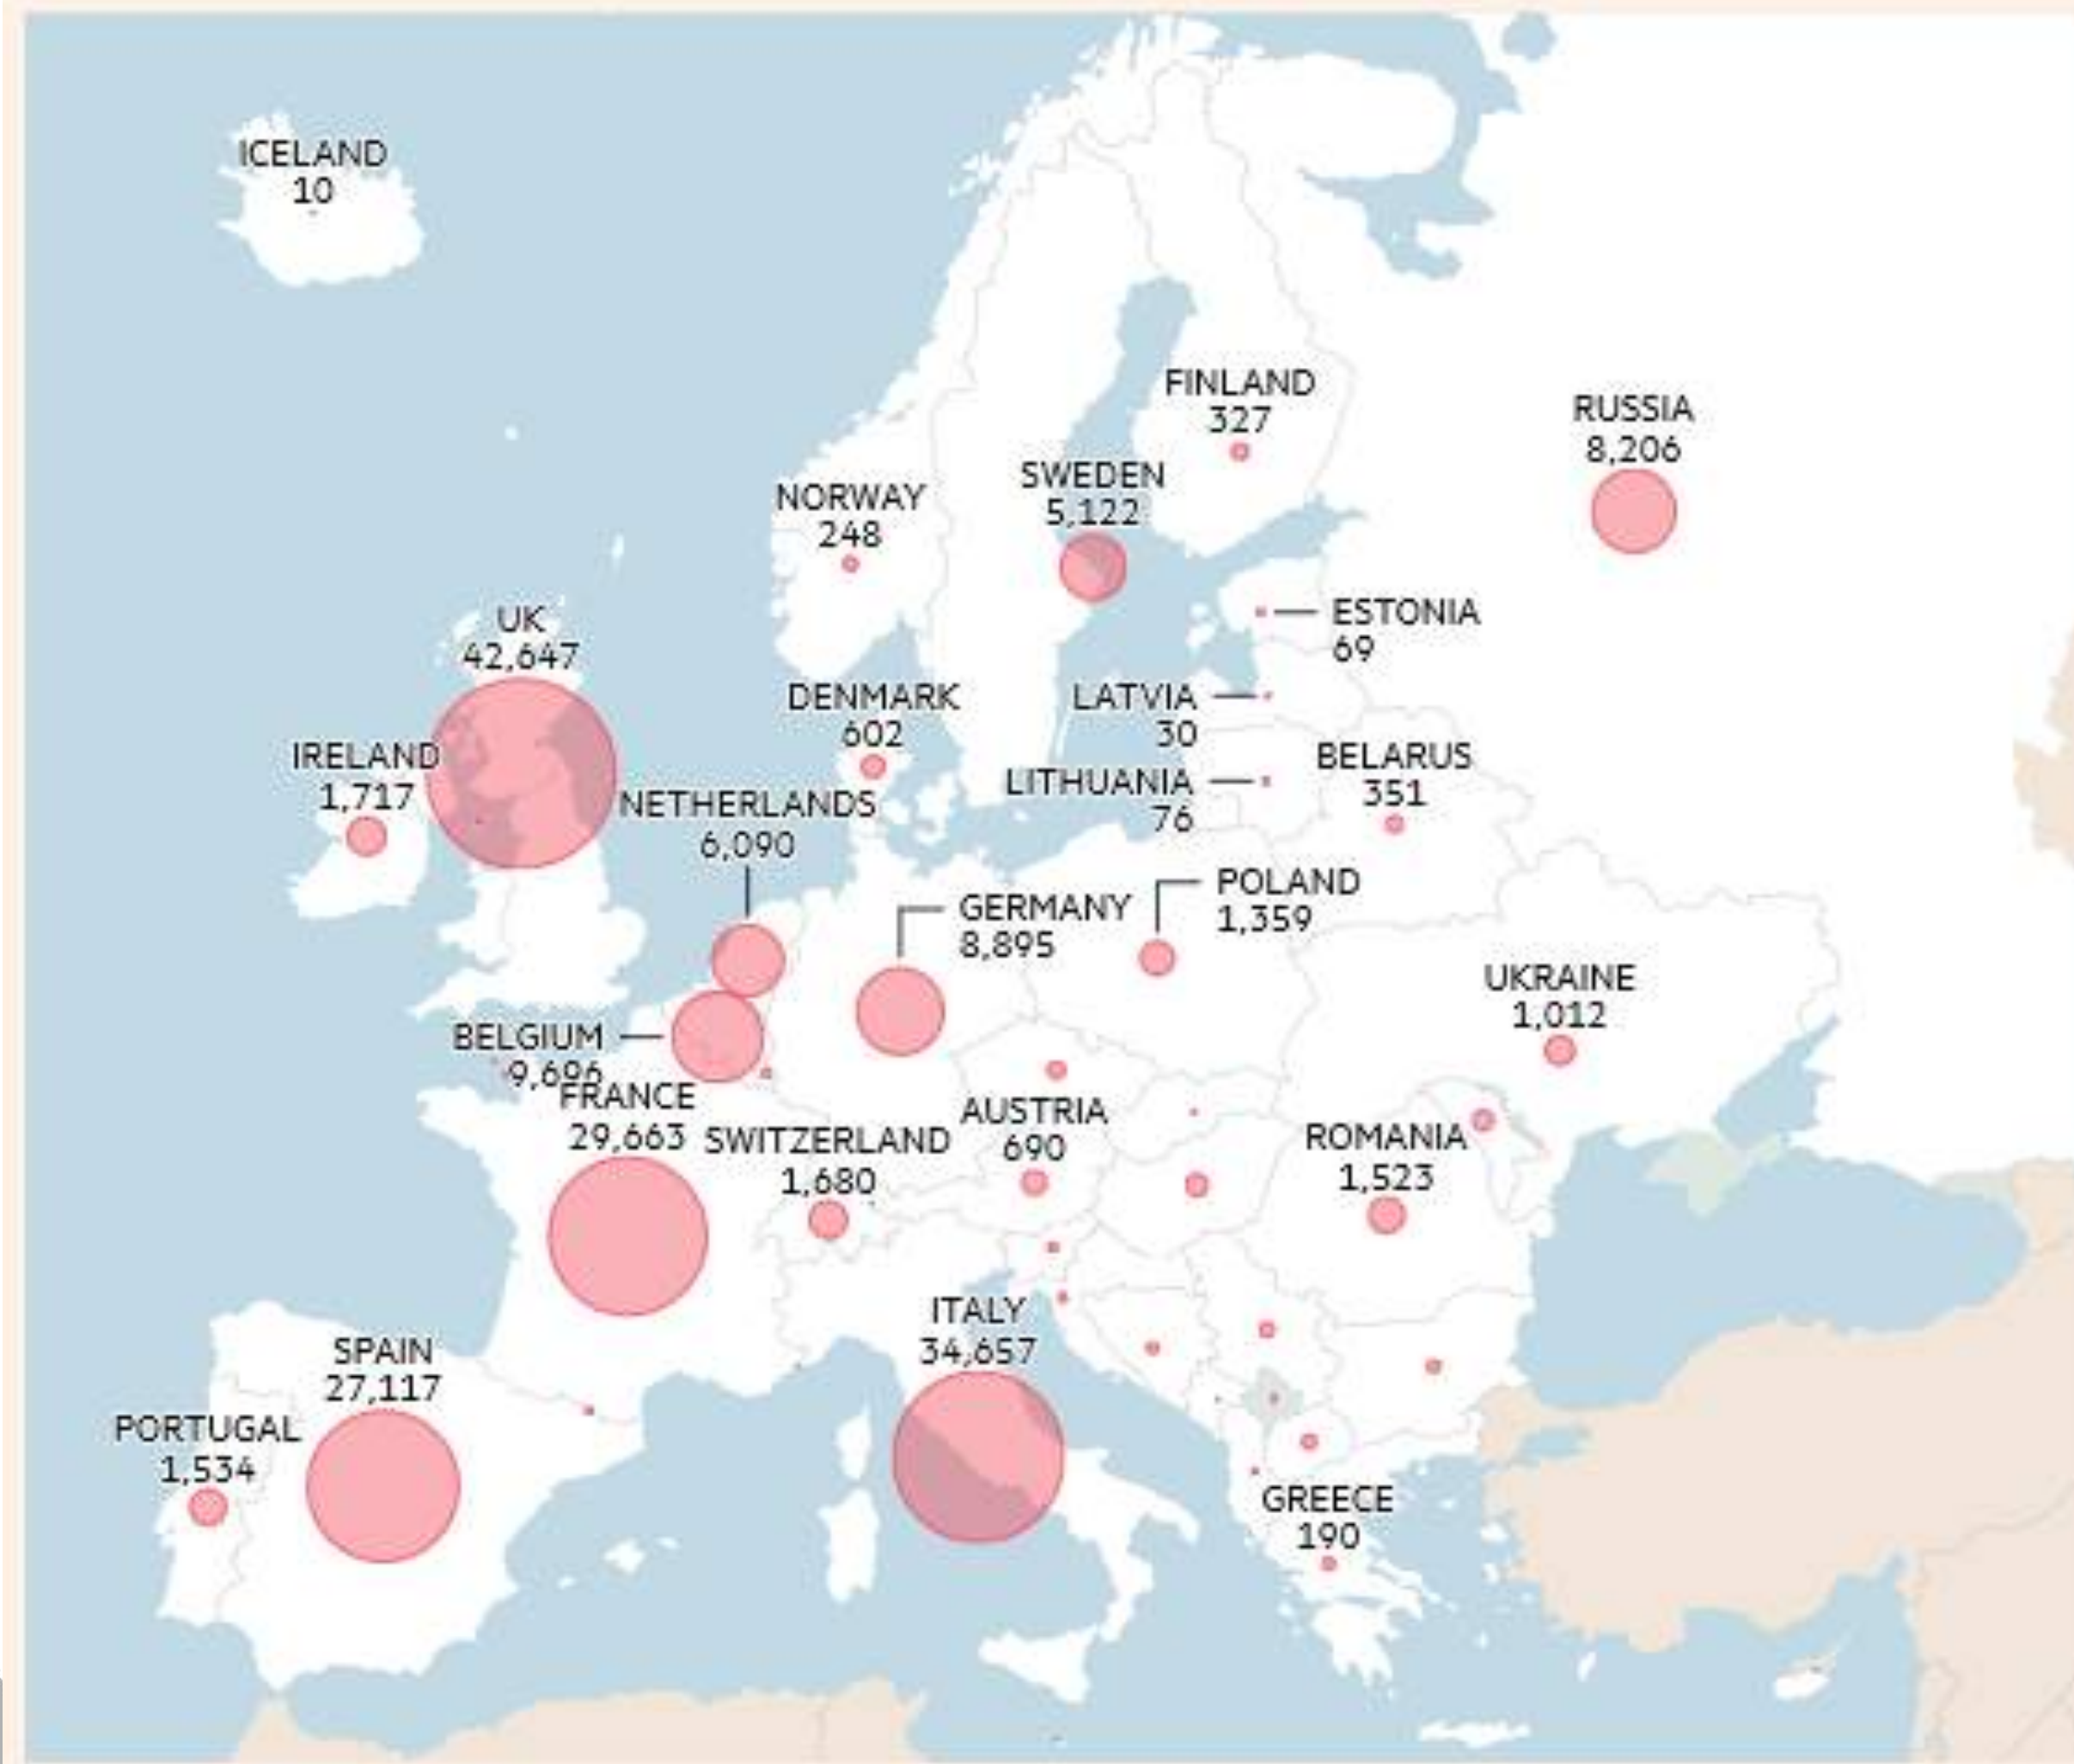 ICELAND
10
FINLAND
327
RUSSIA
8,206
SWEDEN
5,122
NORWAY
248
ESTONIA
69
UK
42,647
DENMARK
602
LATVIA
30
IRELAND
1,717
BELARUS
351
LITHUANIA
76
NETHERLANDS
6,090
POLAND
1,359
GERMANY
8,895
UKRAINE
1,012
BELGIUM
9,696
FRANCE
29,663
AUSTRIA
690
SWITZERLAND
1,680
ROMANIA
1,523
ITALY
34,657
SPAIN
27,117
PORTUGAL
1,534
GREECE
190